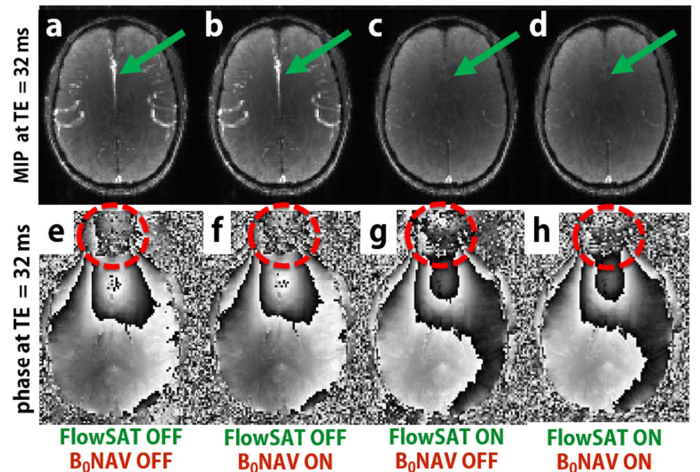 MIP at TE = 32 ms
a b c d
phase at TE = 32 ms
e f g h
FlowSAT OFF FlowSAT OFF FlowSAT ON FlowSAT ON
B₀NAV OFF B₀NAV ON B₀NAV OFF B₀NAV ON